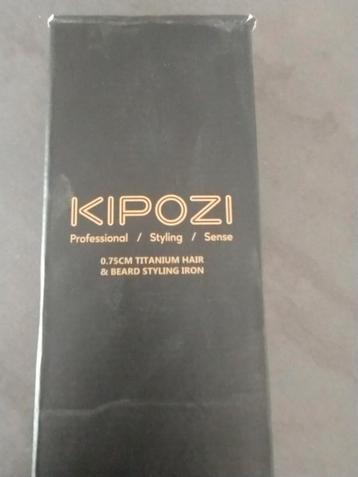 KIPOZI
Professional / Styling / Sense
0.75CM TITANIUM HAIR
& BEARD STYLING IRON